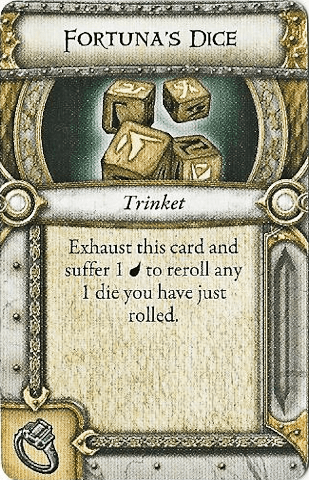 Fortuna's Dice
Trinket
Exhaust this card and
suffer 1 to reroll any
1 die you have just
rolled.